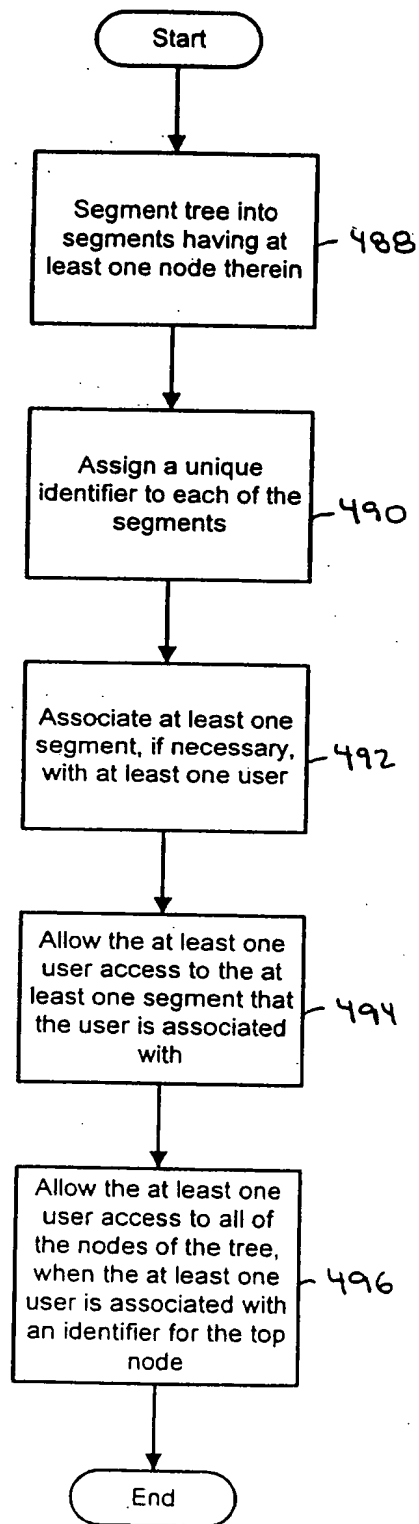 Start
Segment tree into
segments having at
least one node therein
488
Assign a unique
identifier to each of the
segments
490
Associate at least one
segment, if necessary,
with at least one user
492
Allow the at least one
user access to the at
least one segment that
the user is associated
with
494
Allow the at least one
user access to all of
the nodes of the tree,
when the at least one
user is associated with
an identifier for the top
node
496
End